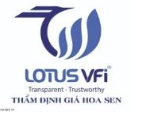 LOTUS VFi
Transparent - Trustworthy
THẨM ĐỊNH GIÁ HOA SEN